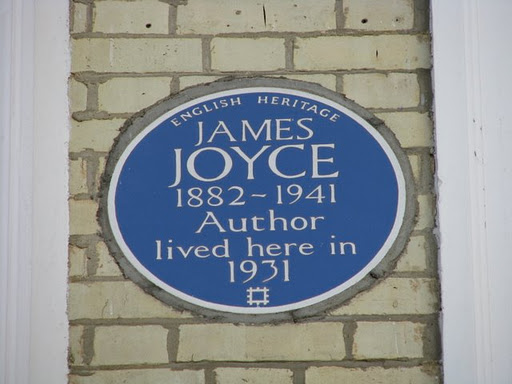 ENGLISH HERITAGE
JAMES
JOYCE
1882~1941
Author
lived here in
1931